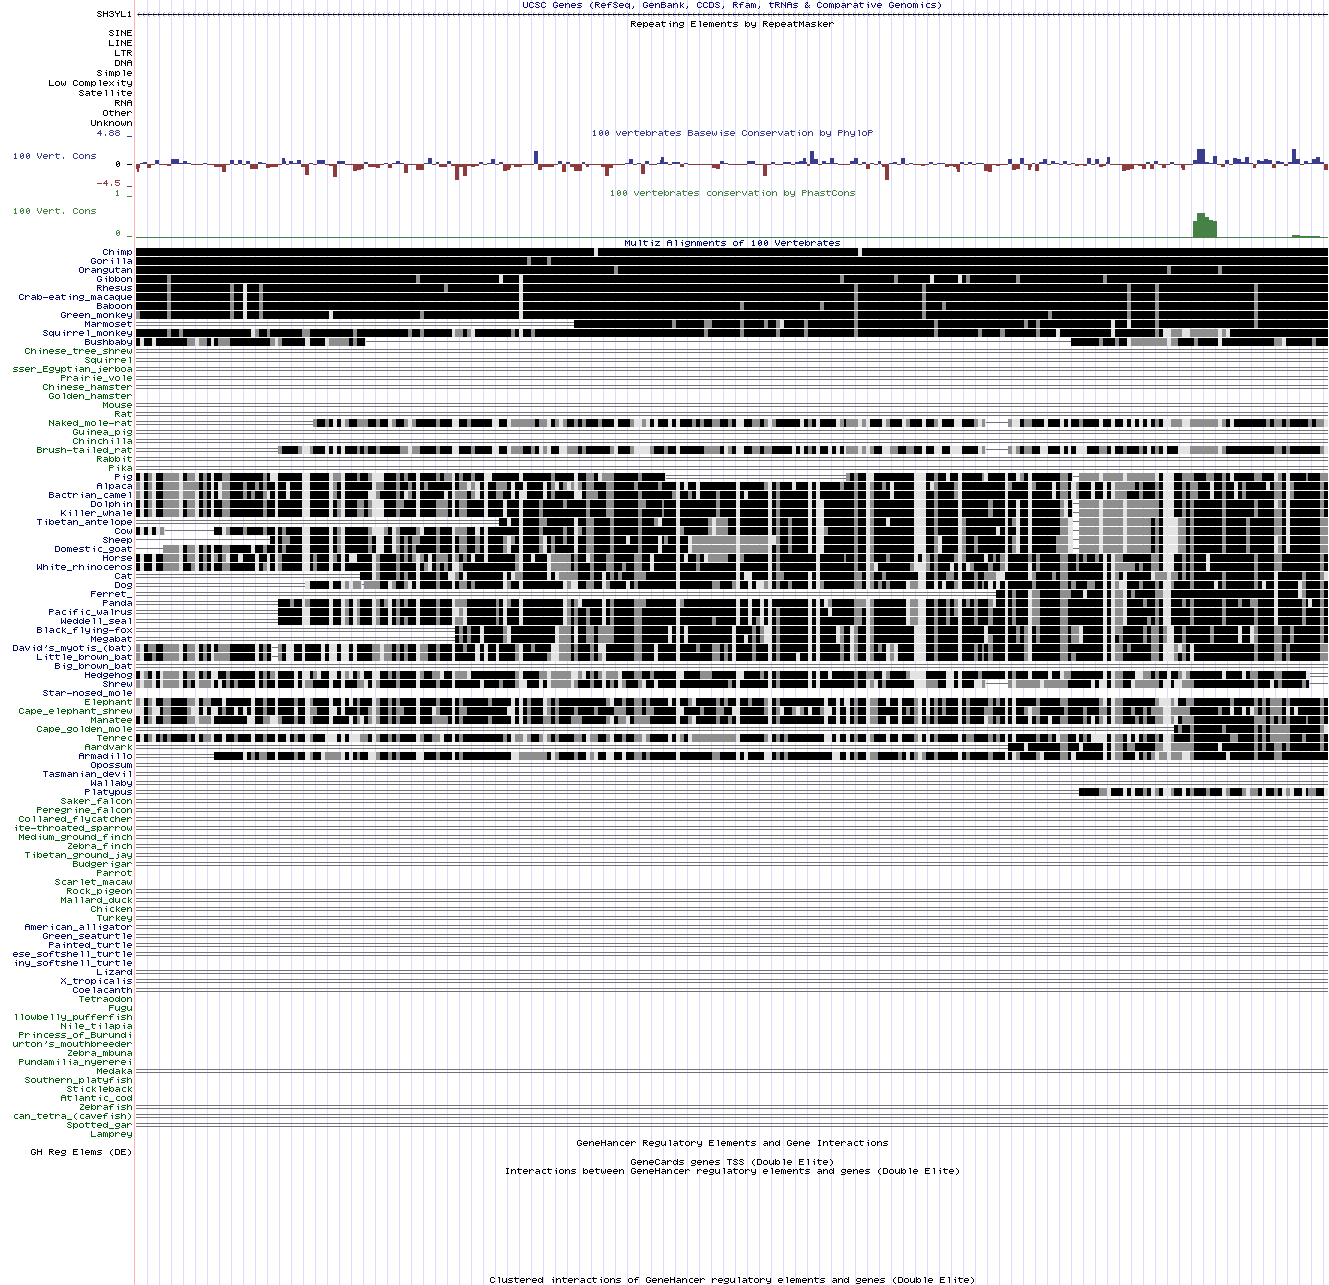 UCSC Genes (RefSeq, GenBank, CCDS, Rfam, tRNAs & Comparative Genomics)
SH3YL1
Repeating Elements by RepeatMasker
SINE
LINE
LTR
DNA
Simple
Low Complexity
Satellite
RNA
Other
Unknown
4.88 _
100 vertebrates Basewise Conservation by PhyloP
100 Vert. Cons
0 _
-4.5 _
1 _
100 vertebrates conservation by PhastCons
100 Vert. Cons
0 _
Multiz Alignments of 100 Vertebrates
Chimp
Gorilla
Orangutan
Gibbon
Rhesus
Crab-eating_macaque
Baboon
Green_monkey
Marmoset
Squirrel_monkey
Bushbaby
Chinese_tree_shrew
Squirrel
sser_Egyptian_jerboa
Prairie_vole
Chinese_hamster
Golden_hamster
Mouse
Rat
Naked_mole-rat
Guinea_pig
Chinchilla
Brush-tailed_rat
Rabbit
Pika
Pig
Alpaca
Bactrian_camel
Dolphin
Killer_whale
Tibetan_antelope
Cow
Sheep
Domestic_goat
Horse
White_rhinoceros
Cat
Dog
Ferret_
Panda
Pacific_walrus
Weddell_seal
Black_flying-fox
Megabat
David's_myotis_(bat)
Little_brown_bat
Big_brown_bat
Hedgehog
Shrew
Star-nosed_mole
Elephant
Cape_elephant_shrew
Manatee
Cape_golden_mole
Tenrec
Aardvark
Armadillo
Opossum
Tasmanian_devil
Wallaby
Platypus
Saker_falcon
Peregrine_falcon
Collared_flycatcher
ite-throated_sparrow
Medium_ground_finch
Zebra_finch
Tibetan_ground_jay
Budgerigar
Parrot
Scarlet_macaw
Rock_pigeon
Mallard_duck
Chicken
Turkey
American_alligator
Green_seaturtle
Painted_turtle
ese_softshell_turtle
iny_softshell_turtle
Lizard
X_tropicalis
Coelacanth
Tetraodon
Fugu
llowbelly_pufferfish
Nile_tilapia
Princess_of_Burundi
urton's_mouthbreeder
Zebra_mbuna
Pundamilia_nyererei
Medaka
Southern_platyfish
Stickleback
Atlantic_cod
Zebrafish
can_tetra_(cavefish)
Spotted_gar
Lamprey
GeneHancer Regulatory Elements and Gene Interactions
GH Reg Elems (DE)
GeneCards genes TSS (Double Elite)
Interactions between GeneHancer regulatory elements and genes (Double Elite)
Clustered interactions of GeneHancer regulatory elements and genes (Double Elite)